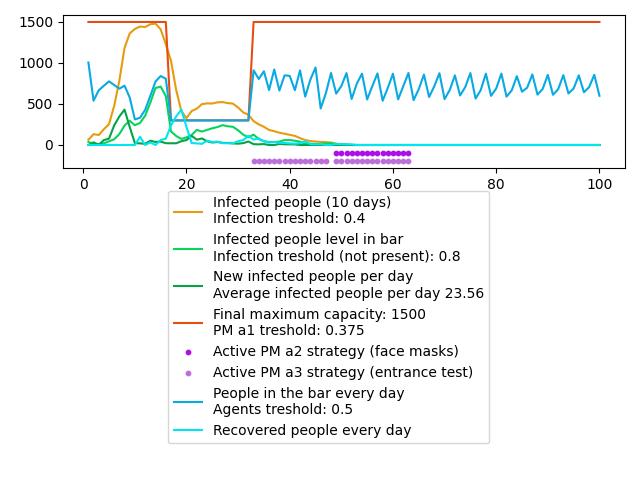 1500
1000
500
0
0
20
40
60
80
100
Infected people (10 days)
Infection treshold: 0.4
Infected people level in bar
Infection treshold (not present): 0.8
New infected people per day
Average infected people per day 23.56
Final maximum capacity: 1500
PM a1 treshold: 0.375
Active PM a2 strategy (face masks)
Active PM a3 strategy (entrance test)
People in the bar every day
Agents treshold: 0.5
Recovered people every day